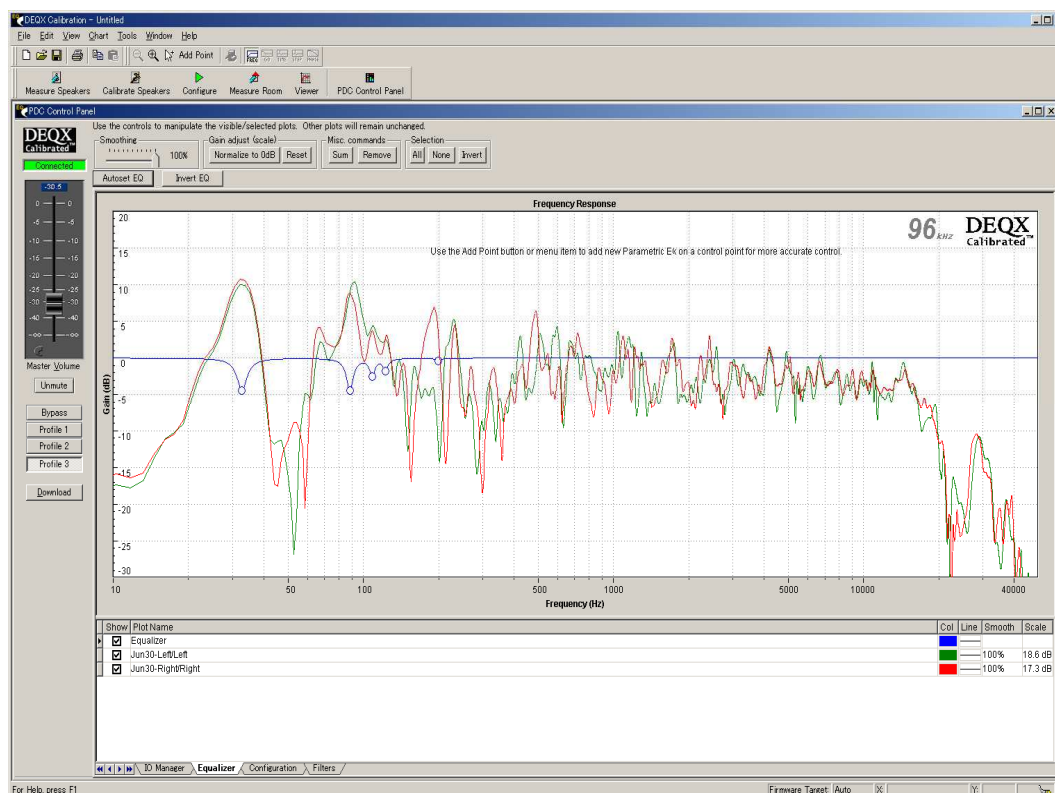 DEQX Calibration - Untitled
File Edit View Chart Tools Window Help
Add Point
Measure Speakers Calibrate Speakers Configure Measure Room Viewer PDC Control Panel
PDC Control Panel
Use the controls to manipulate the visible/selected plots. Other plots will remain unchanged.
DEQX
Calibrated™
Connected
Smoothing
100%
Gain adjust (scale)
Normalize to 0dB Reset
Misc. commands
Sum Remove
Selection
All None Invert
Autoset EQ Invert EQ
-30.5
0 0
-5 -5
-10 -10
-15 -15
-20 -20
-25 -25
-30 -30
-40 -40
-oo -oo
Master Volume
Unmute
Bypass
Profile 1
Profile 2
Profile 3
Download
Frequency Response
96 kHz DEQX
Calibrated™
Use the Add Point button or menu item to add new Parametric Ek on a control point for more accurate control.
Gain (dB)
20
15
10
5
0
-5
-10
-15
-20
-25
-30
10 50 100 500 1000 5000 10000 40000
Frequency (Hz)
Show Plot Name Col Line Smooth Scale
Equalizer
Jun30-Left/Left 100% 18.6 dB
Jun30-Right/Right 100% 17.3 dB
IO Manager Equalizer Configuration Filters
For Help, press F1 Firmware Target: Auto X: Y: